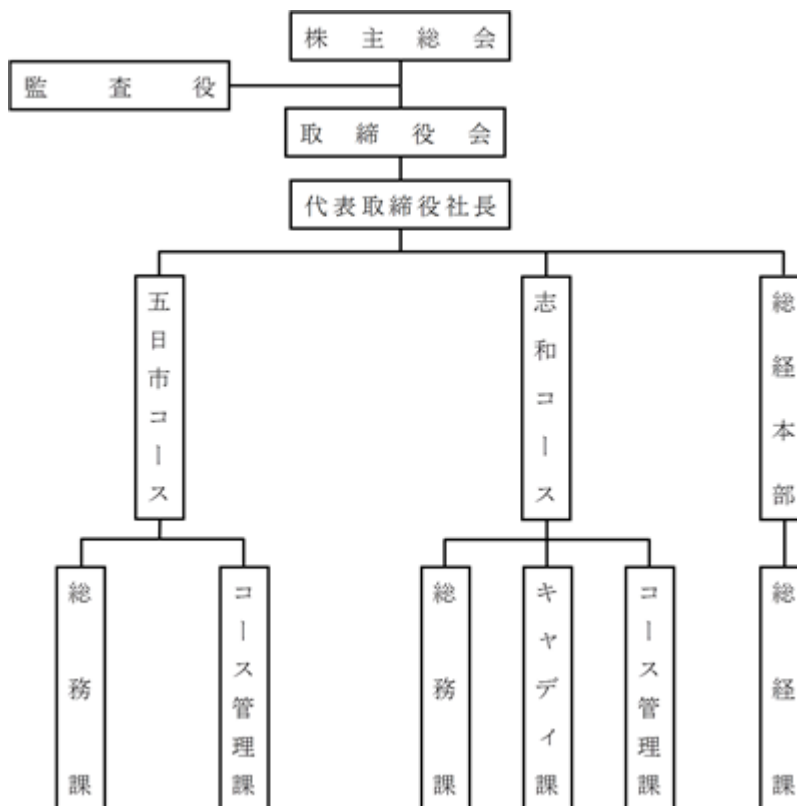 株主総会
監査役
取締役会
代表取締役社長
五日市コース
志和コース
総経本部
総務課
コース管理課
総務課
キャディ課
コース管理課
総経課